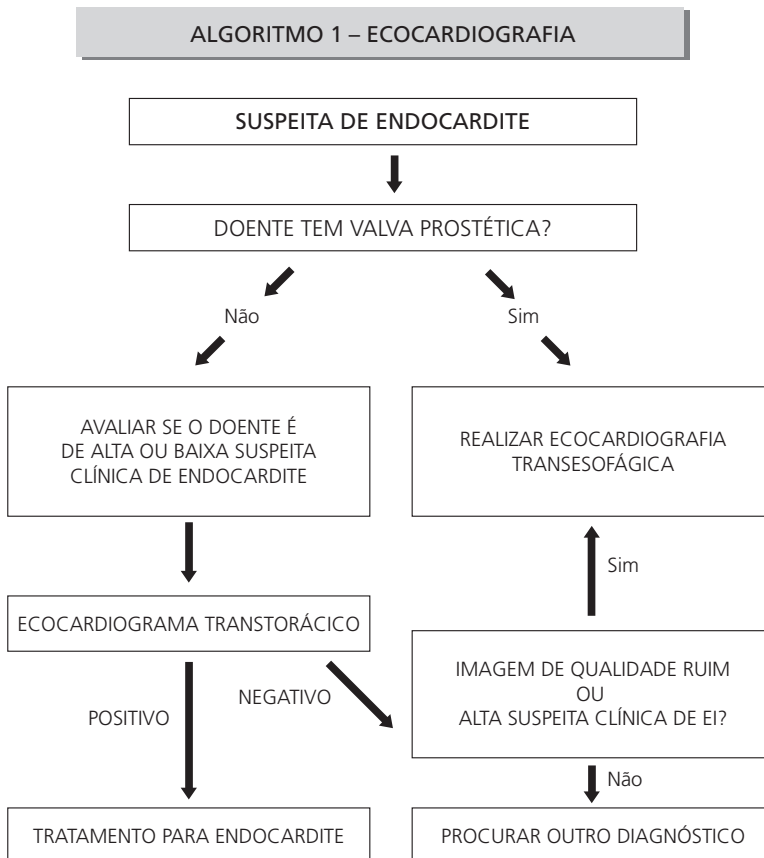 ALGORITMO 1 – ECOCARDIOGRAFIA
SUSPEITA DE ENDOCARDITE
DOENTE TEM VALVA PROSTÉTICA?
Não
Sim
AVALIAR SE O DOENTE É
DE ALTA OU BAIXA SUSPEITA
CLÍNICA DE ENDOCARDITE
REALIZAR ECOCARDIOGRAFIA
TRANSESOFÁGICA
Sim
ECOCARDIOGRAMA TRANSTORÁCICO
IMAGEM DE QUALIDADE RUIM
OU
ALTA SUSPEITA CLÍNICA DE EI?
POSITIVO
NEGATIVO
Não
TRATAMENTO PARA ENDOCARDITE
PROCURAR OUTRO DIAGNÓSTICO